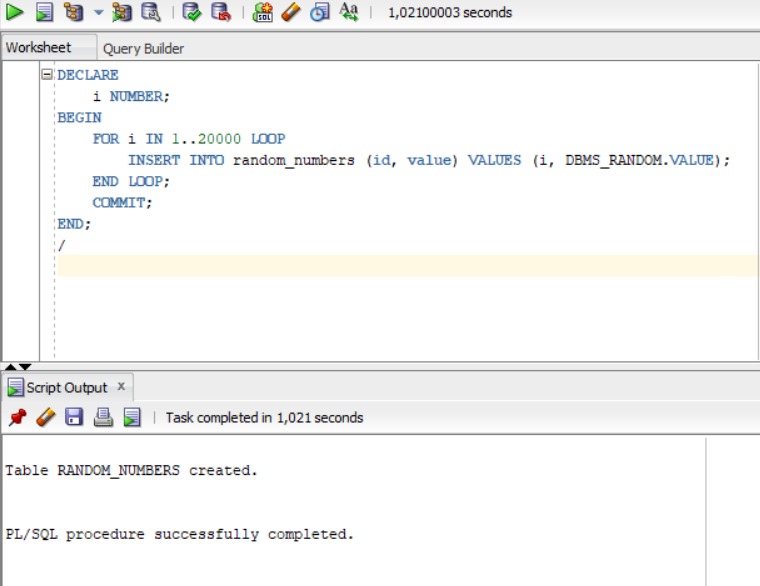 SQL
Aa
1,02100003 seconds
Worksheet
Query Builder
DECLARE
    i NUMBER;
BEGIN
    FOR i IN 1..20000 LOOP
        INSERT INTO random_numbers (id, value) VALUES (i, DBMS_RANDOM.VALUE);
    END LOOP;
    COMMIT;
END;
/
Script Output x
Task completed in 1,021 seconds
Table RANDOM_NUMBERS created.
PL/SQL procedure successfully completed.